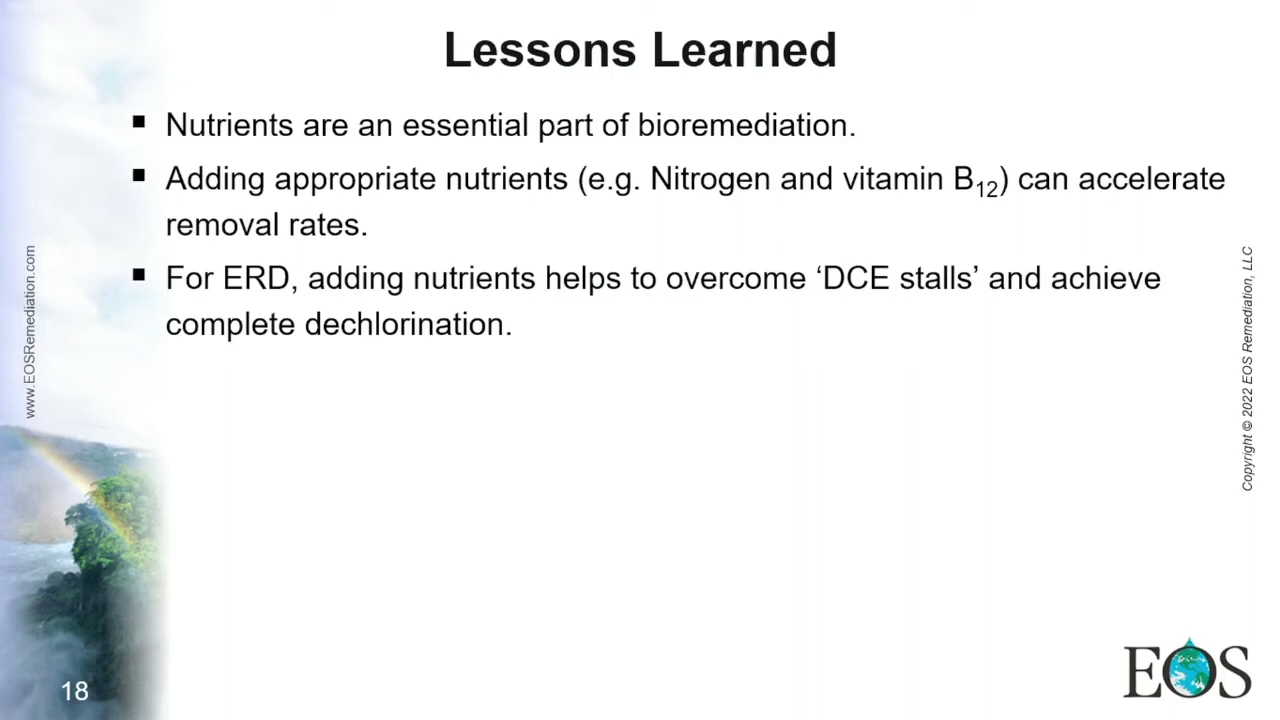 Lessons Learned
▪ Nutrients are an essential part of bioremediation.
▪ Adding appropriate nutrients (e.g. Nitrogen and vitamin B₁₂) can accelerate
removal rates.
▪ For ERD, adding nutrients helps to overcome ‘DCE stalls’ and achieve
complete dechlorination.
www.EOSRemediation.com
Copyright © 2022 EOS Remediation, LLC
18
EOS